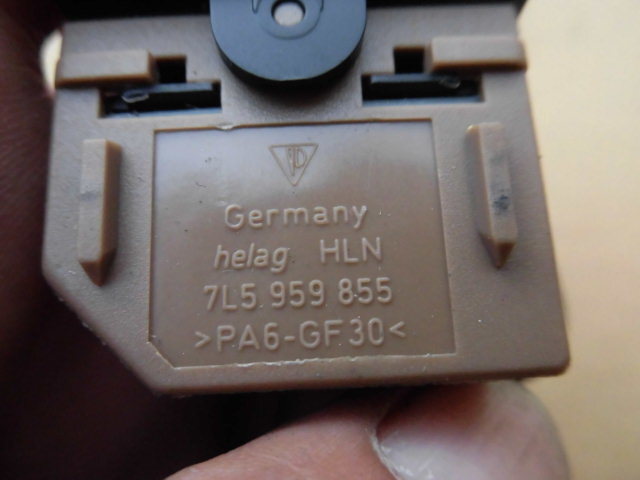 Germany
helag HLN
7L5 959 855
>PA6-GF30<